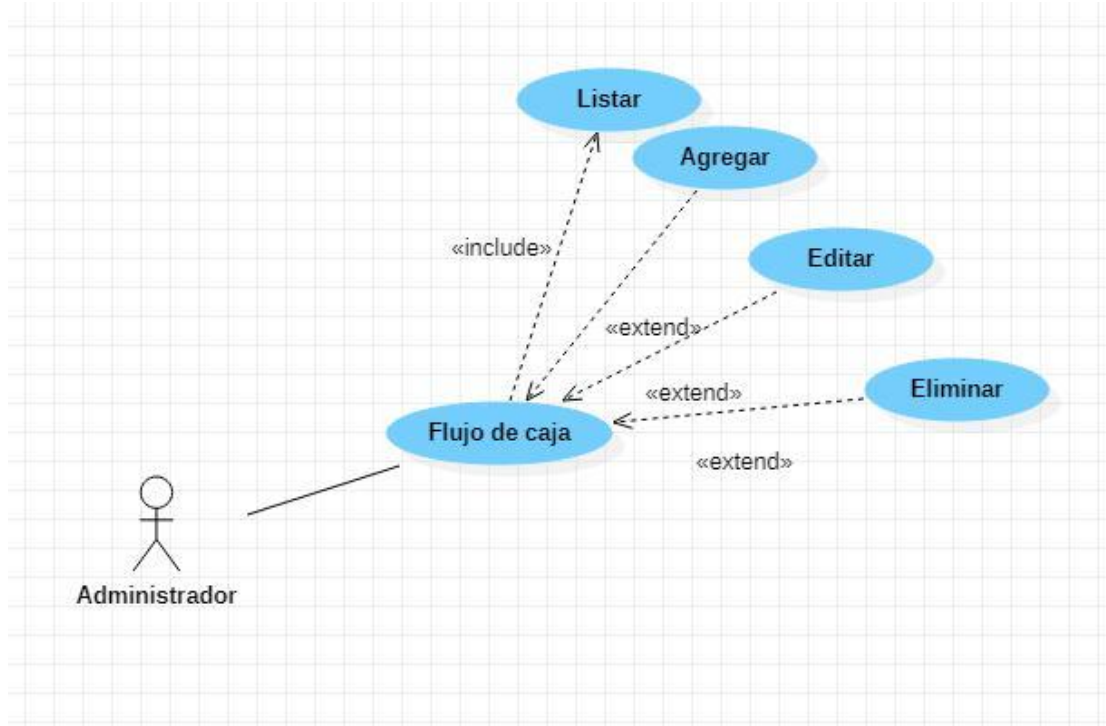 Listar
Agregar
«include»
Editar
«extend»
«extend»
Eliminar
Flujo de caja
«extend»
Administrador